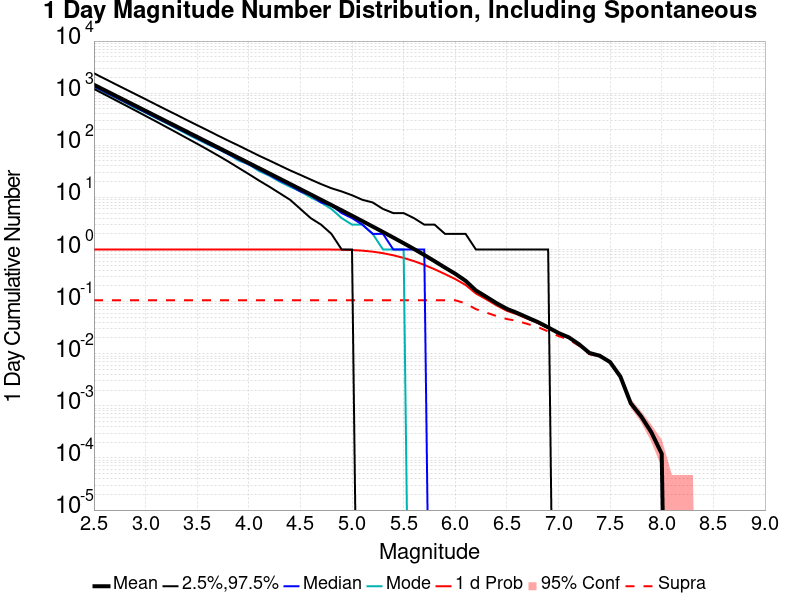 1 Day Magnitude Number Distribution, Including Spontaneous
10^4
10^3
10^2
10^1
10^0
10^-1
10^-2
10^-3
10^-4
10^-5
1 Day Cumulative Number
2.5 3.0 3.5 4.0 4.5 5.0 5.5 6.0 6.5 7.0 7.5 8.0 8.5 9.0
Magnitude
Mean 2.5%,97.5% Median Mode 1 d Prob 95% Conf Supra